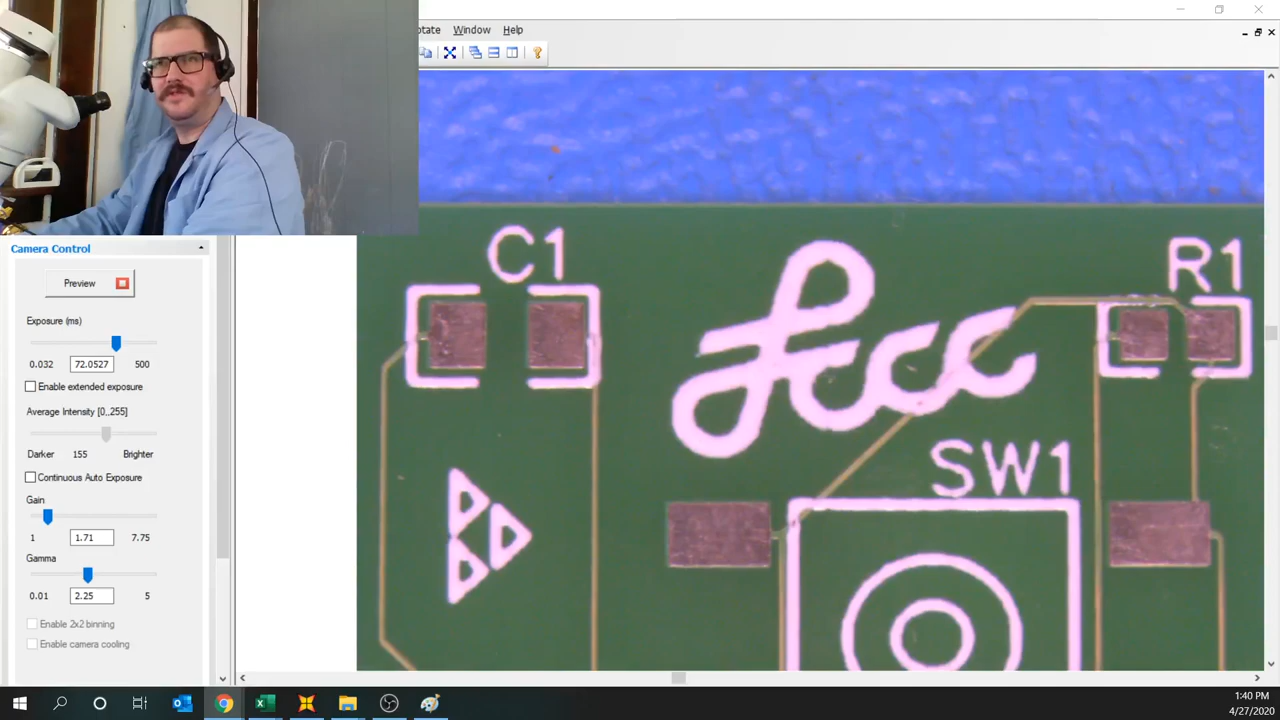 otate Window Help
Camera Control
Preview
Exposure (ms)
0.032 72.0527 500
Enable extended exposure
Average Intensity [0,,255]
Darker 155 Brighter
Continuous Auto Exposure
Gain
1 1.71 7.75
Gamma
0.01 2.25 5
Enable 2x2 binning
Enable camera cooling
C1
R1
SW1
1:40 PM
4/27/2020